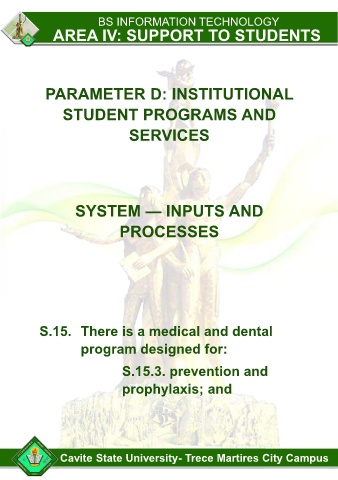 BS INFORMATION TECHNOLOGY
AREA IV: SUPPORT TO STUDENTS
PARAMETER D: INSTITUTIONAL
STUDENT PROGRAMS AND
SERVICES
SYSTEM — INPUTS AND
PROCESSES
S.15. There is a medical and dental
program designed for:
S.15.3. prevention and
prophylaxis; and
Cavite State University- Trece Martires City Campus